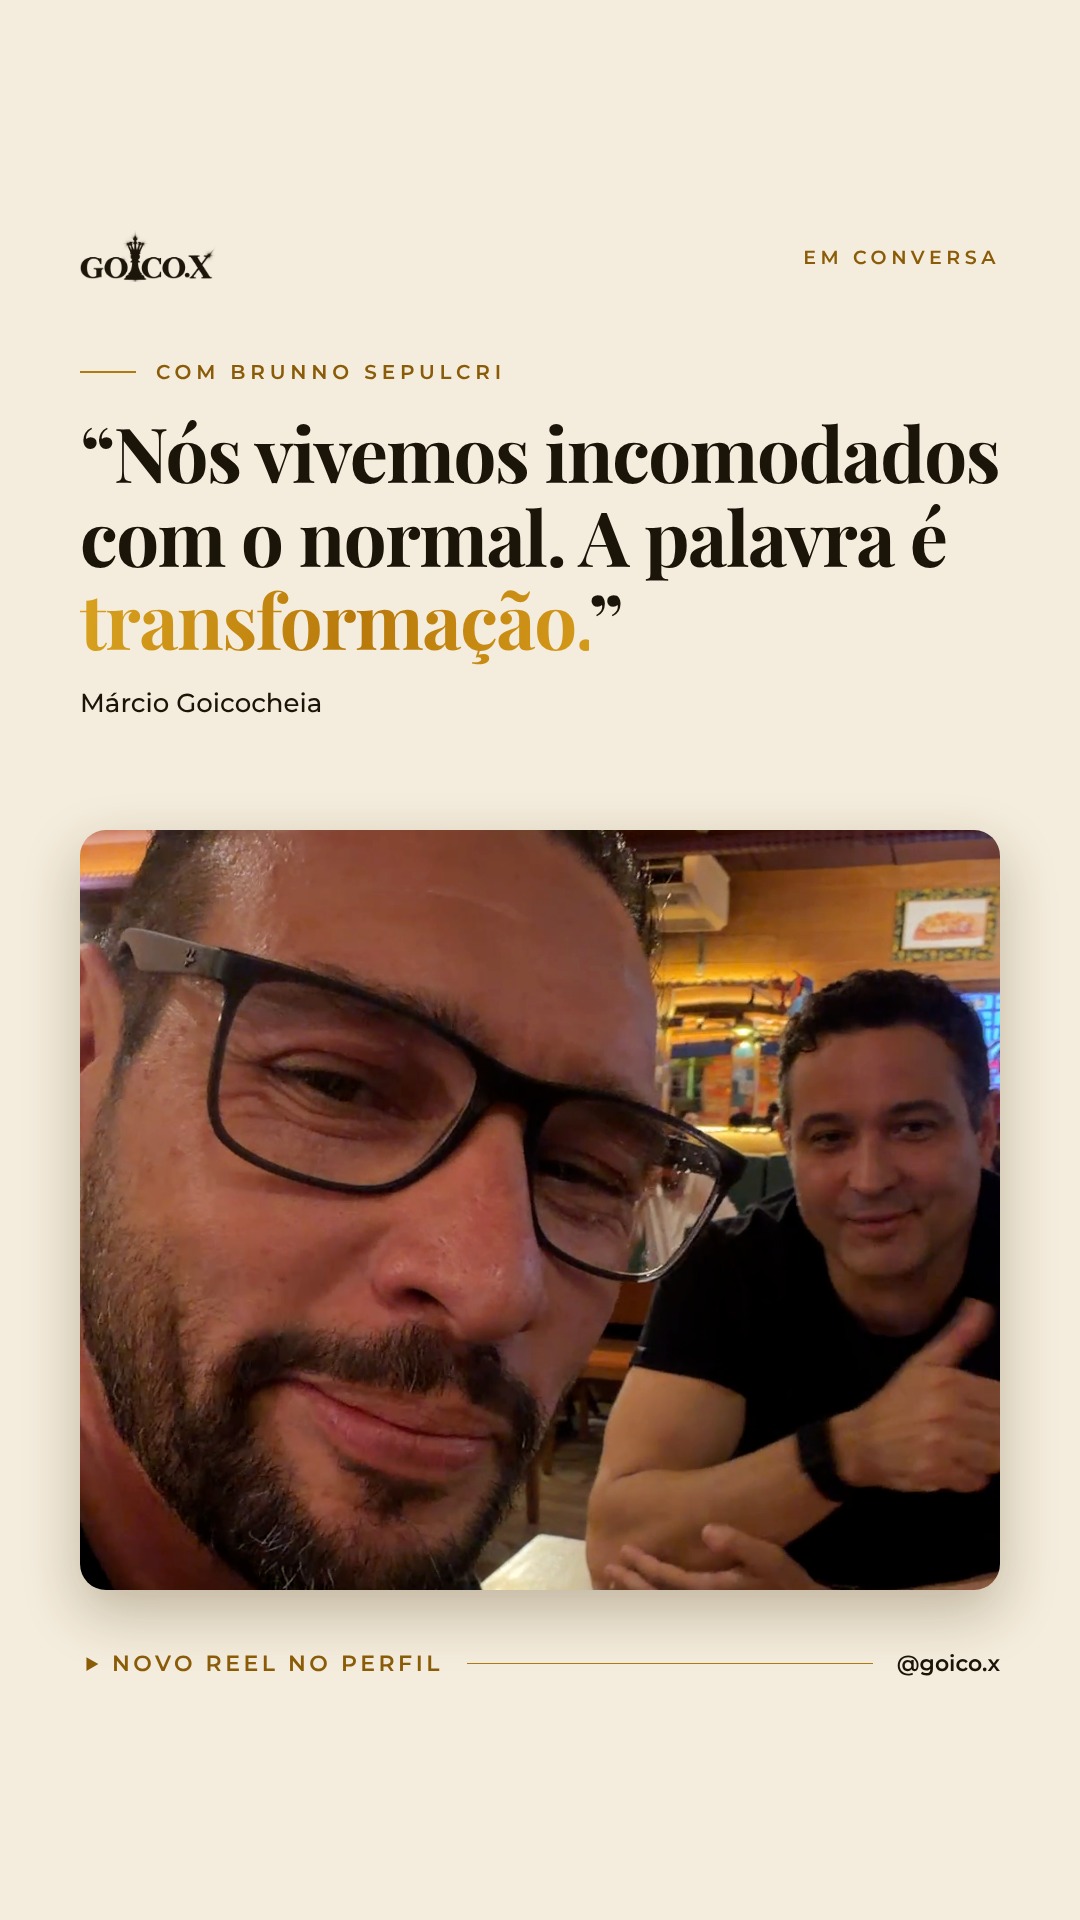 GOICO.X
EM CONVERSA
COM BRUNNO SEPULCRI
“Nós vivemos incomodados
com o normal. A palavra é
transformação.”
Márcio Goicocheia
▶ NOVO REEL NO PERFIL
@goico.x